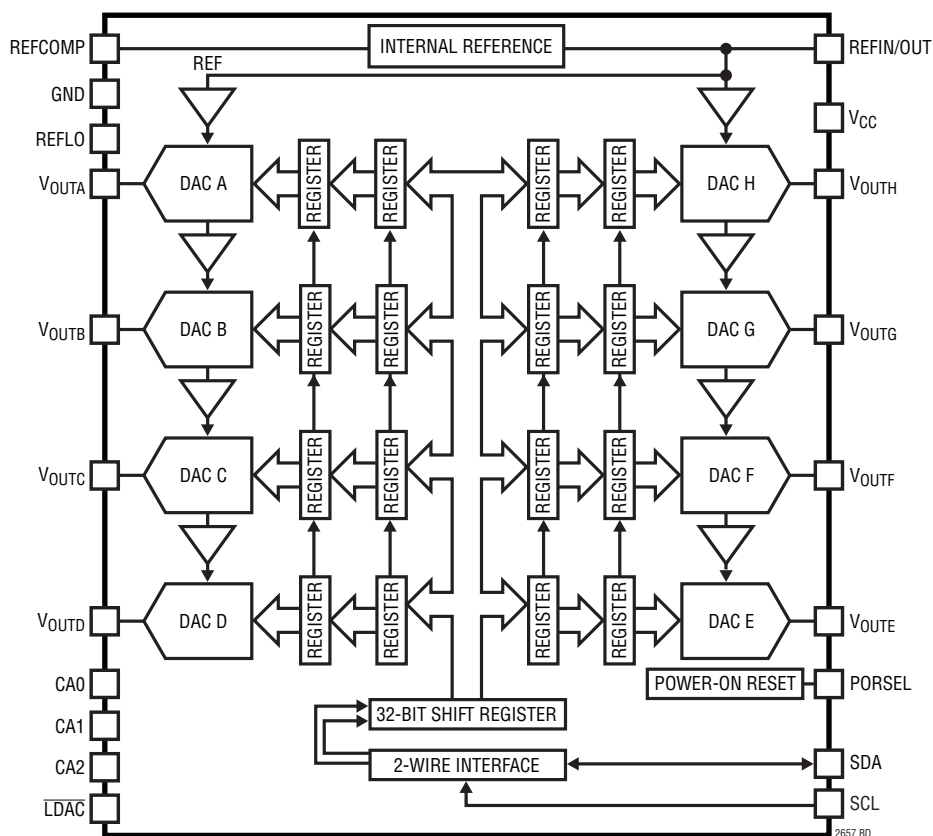 REFCOMP
INTERNAL REFERENCE
REFIN/OUT
REF
GND
VCC
REFLO
VOUTA
DAC A
REGISTER
REGISTER
REGISTER
REGISTER
DAC H
VOUTH
VOUTB
DAC B
REGISTER
REGISTER
REGISTER
REGISTER
DAC G
VOUTG
VOUTC
DAC C
REGISTER
REGISTER
REGISTER
REGISTER
DAC F
VOUTF
VOUTD
DAC D
REGISTER
REGISTER
REGISTER
REGISTER
DAC E
VOUTE
CA0
POWER-ON RESET
PORSEL
CA1
32-BIT SHIFT REGISTER
CA2
2-WIRE INTERFACE
SDA
LDAC
SCL
2657 BD